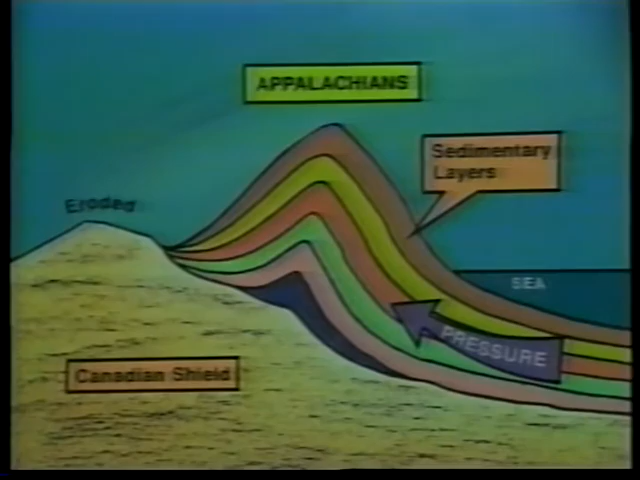 APPALACHIANS
Sedimentary
Layers
Eroded
SEA
PRESSURE
Canadian Shield